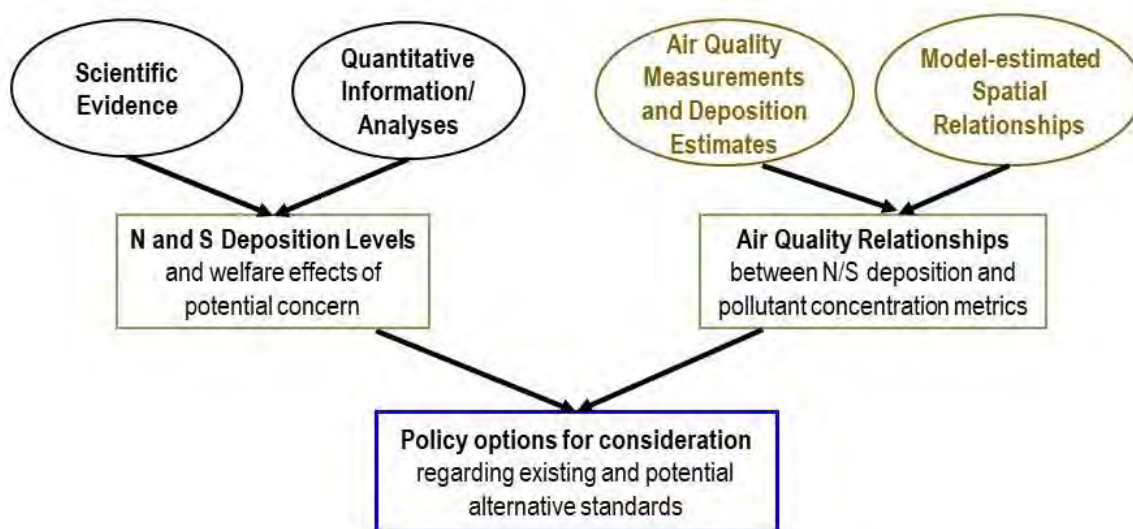 Scientific
Evidence
Quantitative
Information/
Analyses
Air Quality
Measurements
and Deposition
Estimates
Model-estimated
Spatial
Relationships
N and S Deposition Levels
and welfare effects of
potential concern
Air Quality Relationships
between N/S deposition and
pollutant concentration metrics
Policy options for consideration
regarding existing and potential
alternative standards